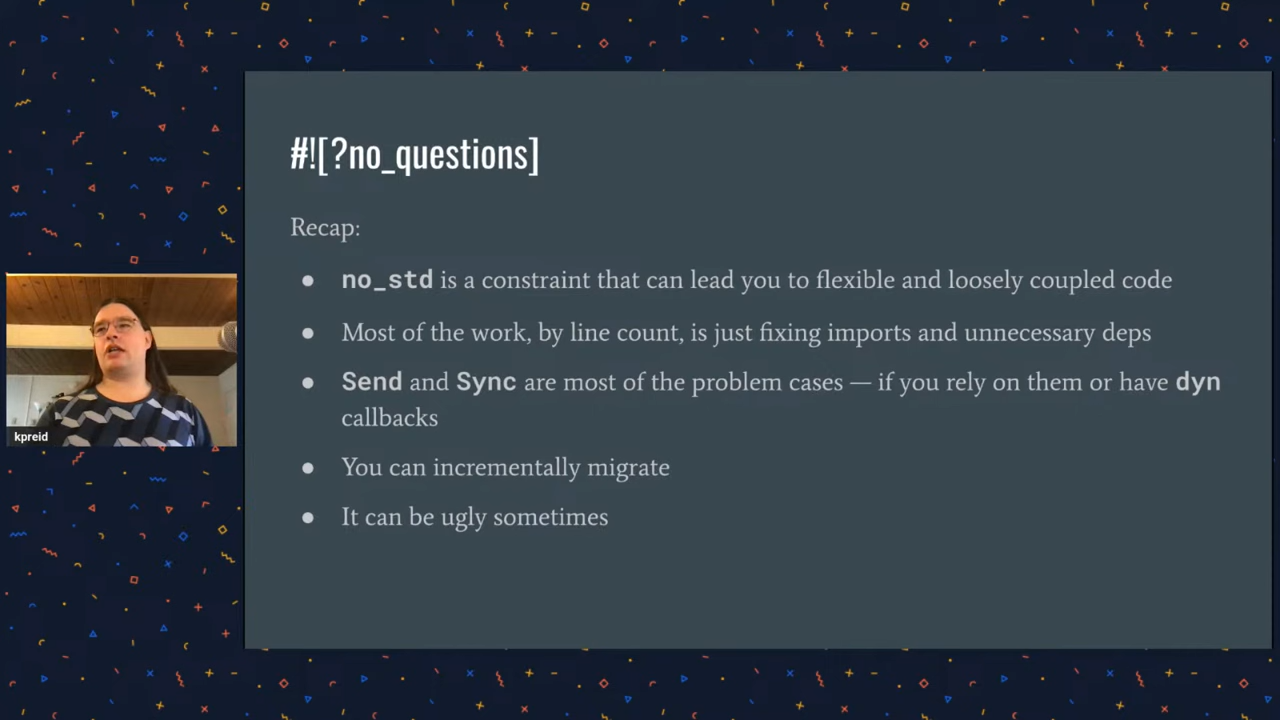 #![?no_questions]
Recap:
● no_std is a constraint that can lead you to flexible and loosely coupled code
● Most of the work, by line count, is just fixing imports and unnecessary deps
● Send and Sync are most of the problem cases — if you rely on them or have dyn
callbacks
● You can incrementally migrate
● It can be ugly sometimes
kpreid